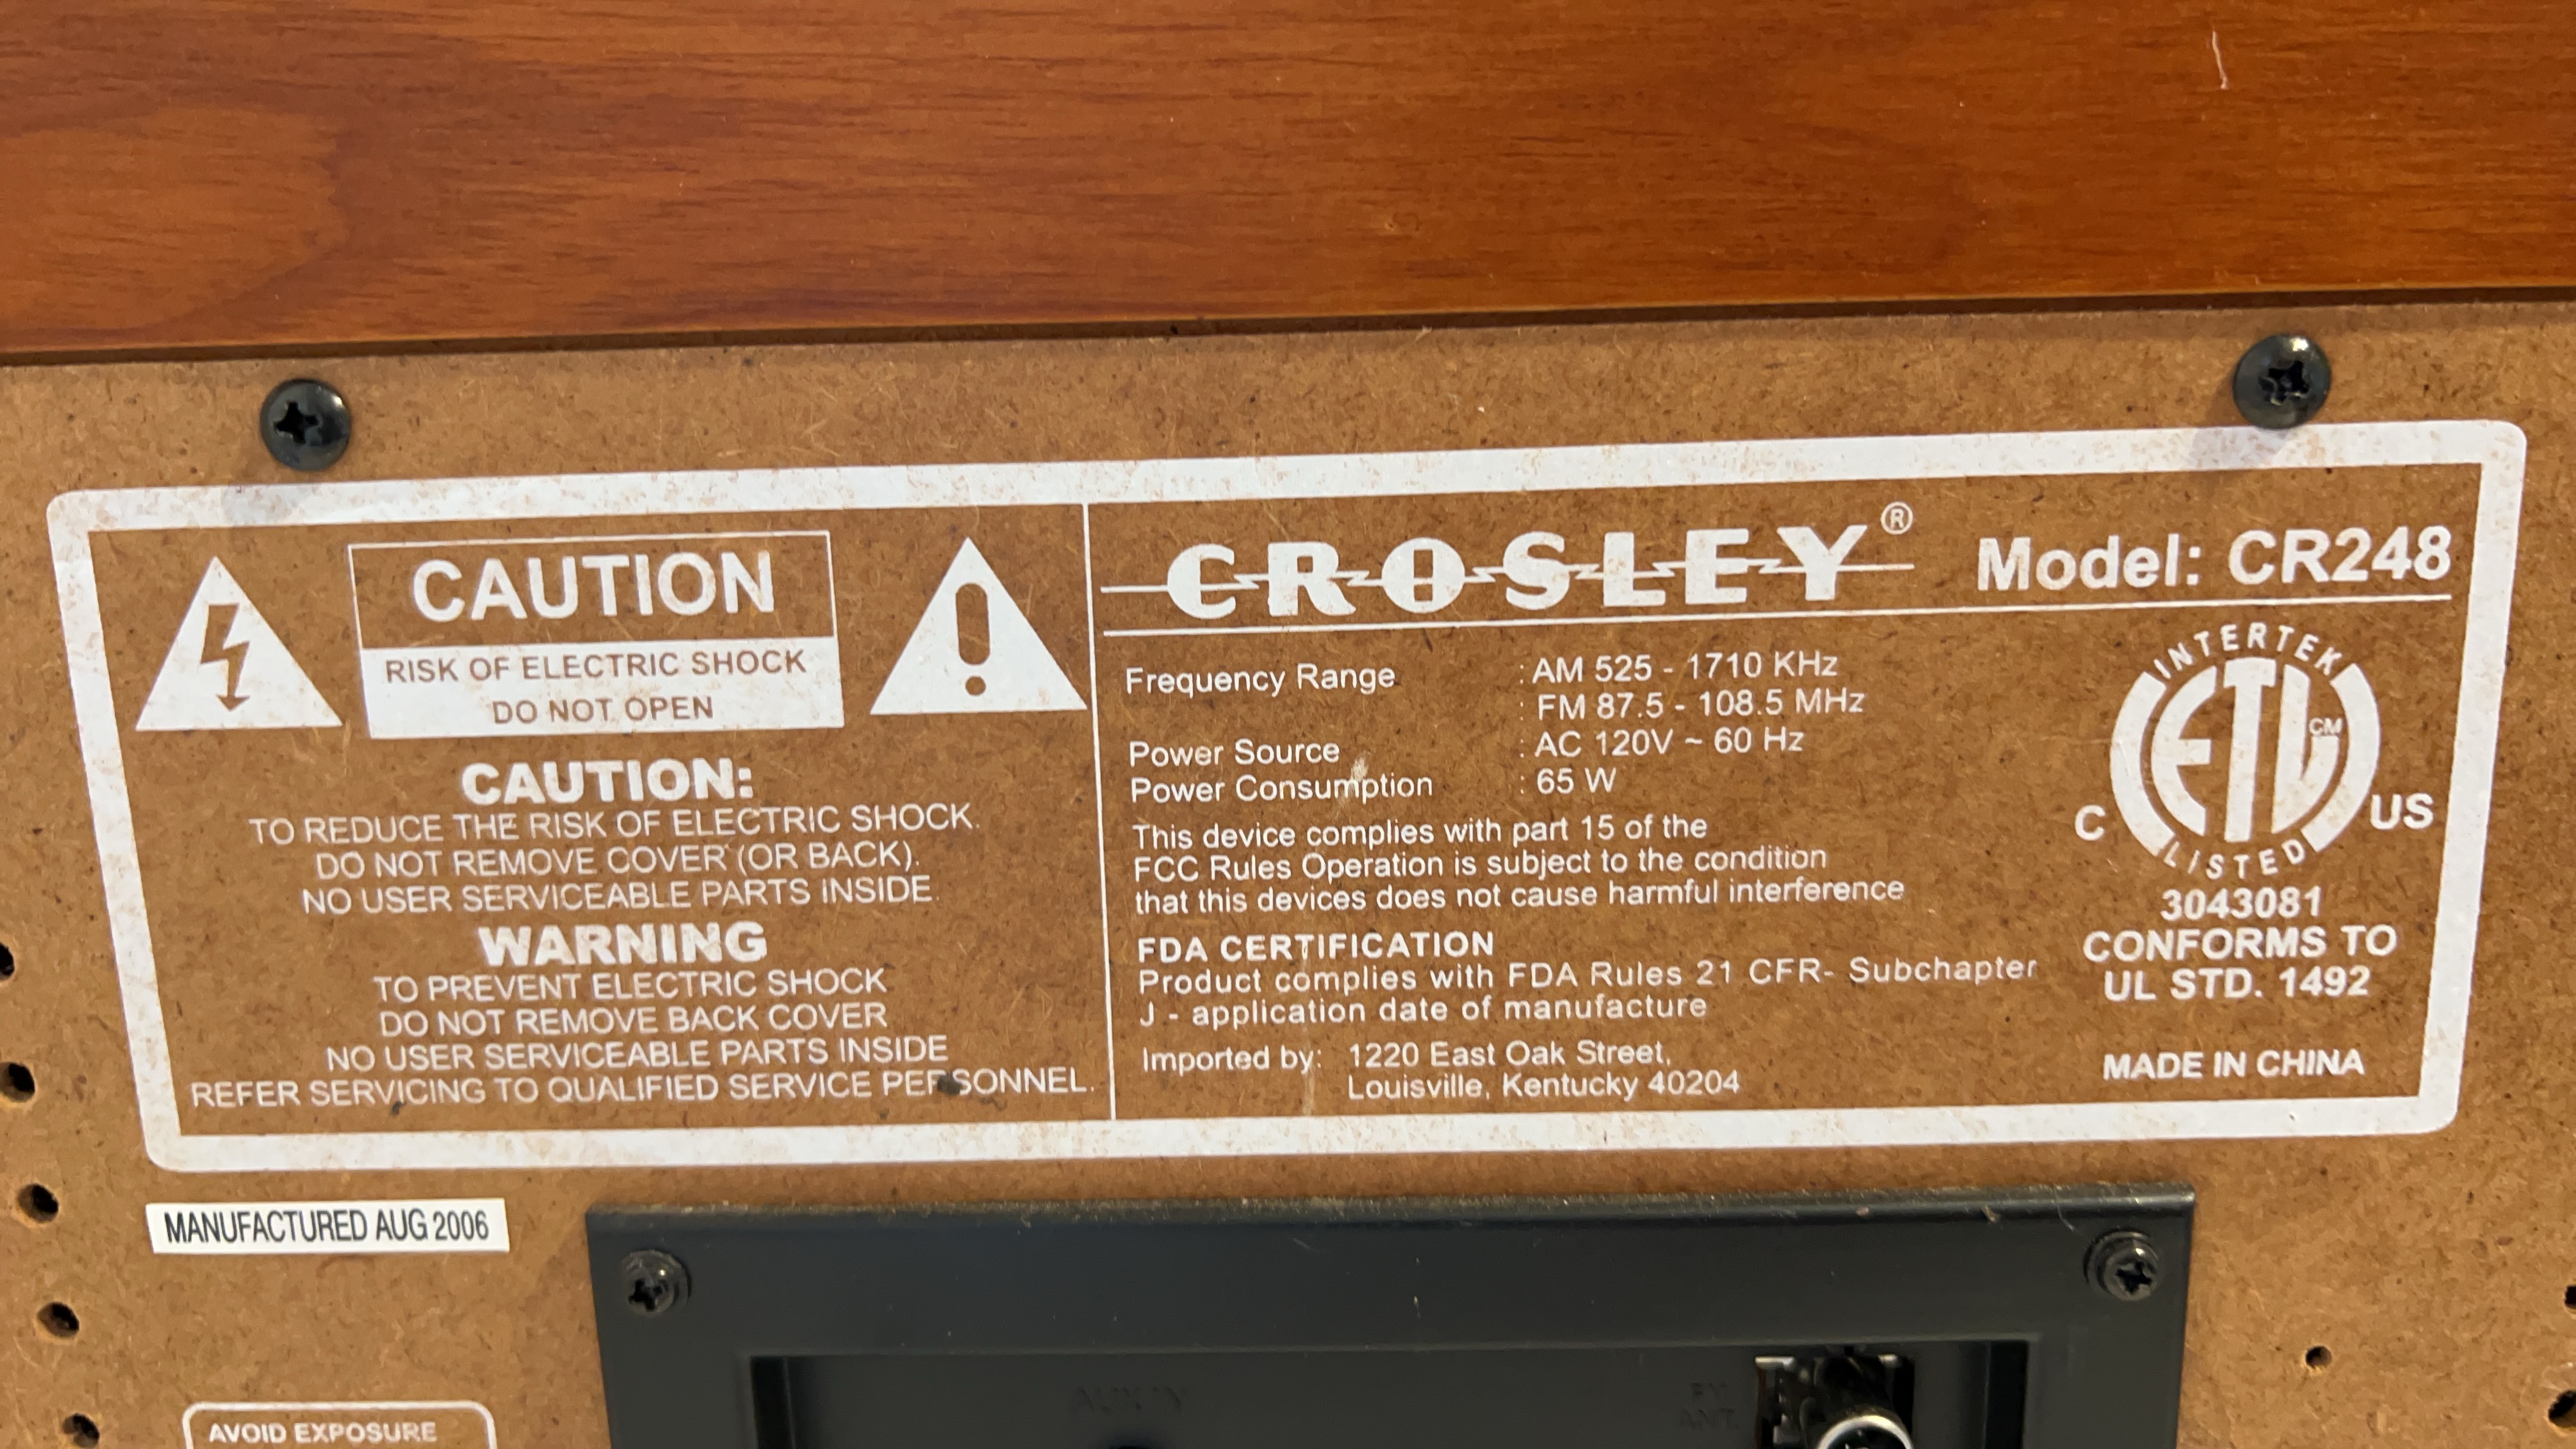 CAUTION
RISK OF ELECTRIC SHOCK
DO NOT OPEN
CAUTION:
TO REDUCE THE RISK OF ELECTRIC SHOCK.
DO NOT REMOVE COVER (OR BACK).
NO USER SERVICEABLE PARTS INSIDE.
WARNING
TO PREVENT ELECTRIC SHOCK
DO NOT REMOVE BACK COVER
NO USER SERVICEABLE PARTS INSIDE
REFER SERVICING TO QUALIFIED SERVICE PERSONNEL.
CROSLEY® Model: CR248
Frequency Range : AM 525 - 1710 KHz
: FM 87.5 - 108.5 MHz
Power Source : AC 120V ~ 60 Hz
Power Consumption : 65 W
This device complies with part 15 of the
FCC Rules Operation is subject to the condition
that this devices does not cause harmful interference
FDA CERTIFICATION
Product complies with FDA Rules 21 CFR- Subchapter
J - application date of manufacture
Imported by: 1220 East Oak Street,
Louisville, Kentucky 40204
INTERTEK
ETL CM
C US
LISTED
3043081
CONFORMS TO
UL STD. 1492
MADE IN CHINA
MANUFACTURED AUG 2006
AVOID EXPOSURE
AUX IN
ANT.